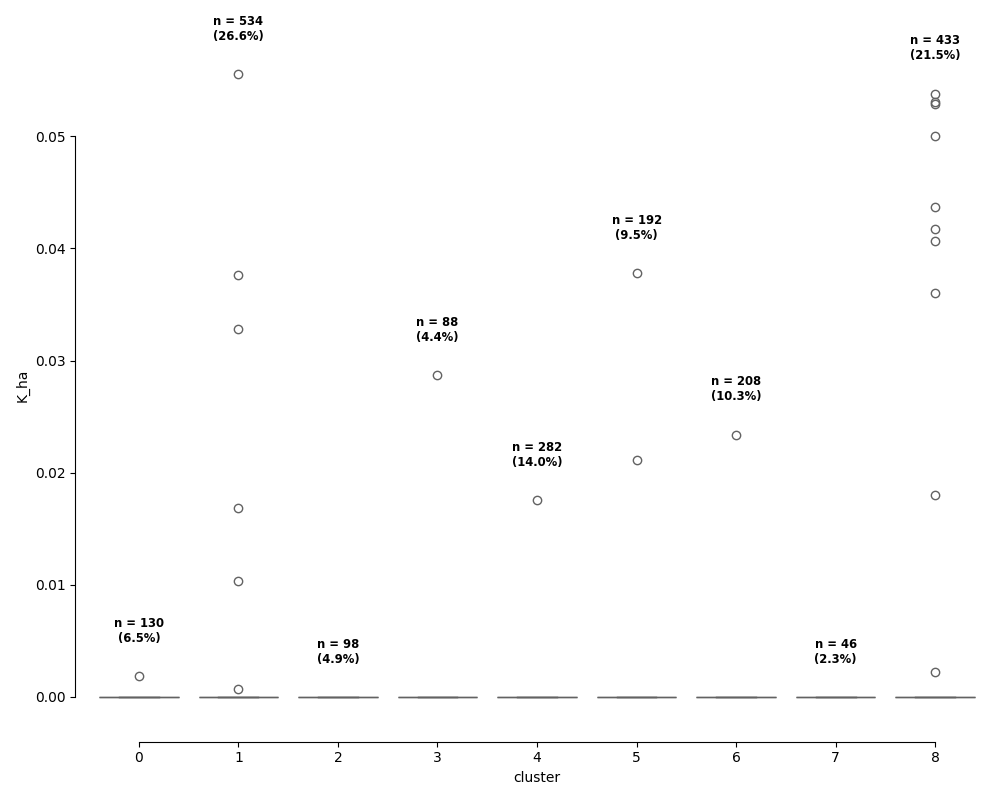 n = 534
(26.6%)
n = 433
(21.5%)
0.05
n = 192
(9.5%)
0.04
n = 88
(4.4%)
0.03
n = 208
(10.3%)
K_ha
n = 282
(14.0%)
0.02
0.01
n = 130
(6.5%)
n = 98
(4.9%)
n = 46
(2.3%)
0.00
0 1 2 3 4 5 6 7 8
cluster